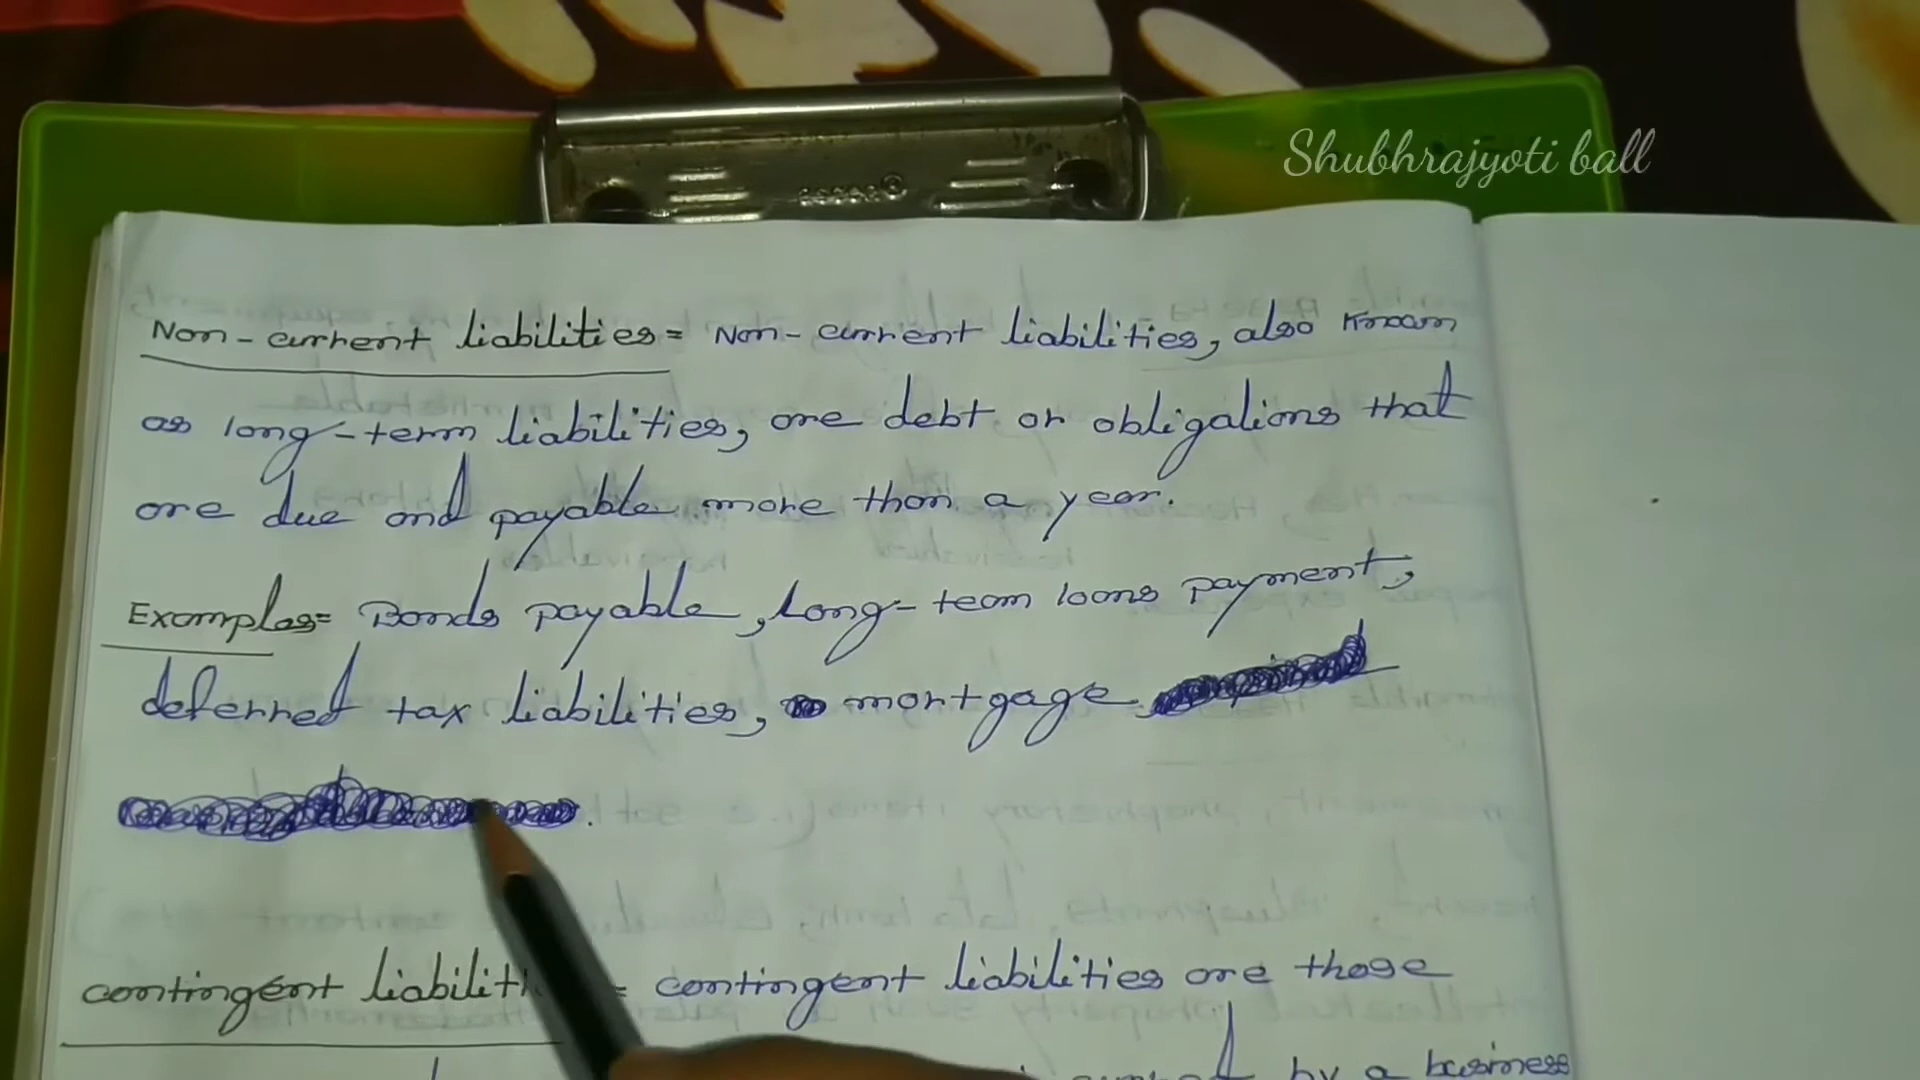 Shubhrajyoti ball
Non-current liabilities = Non-current liabilities, also known
as long-term liabilities, are debt or obligations that
are due and payable more than a year.
Examples = Bonds payable, Long-term loans payment,
deferred tax liabilities, mortgage
contingent liabiliti = contingent liabilities are those
by a business